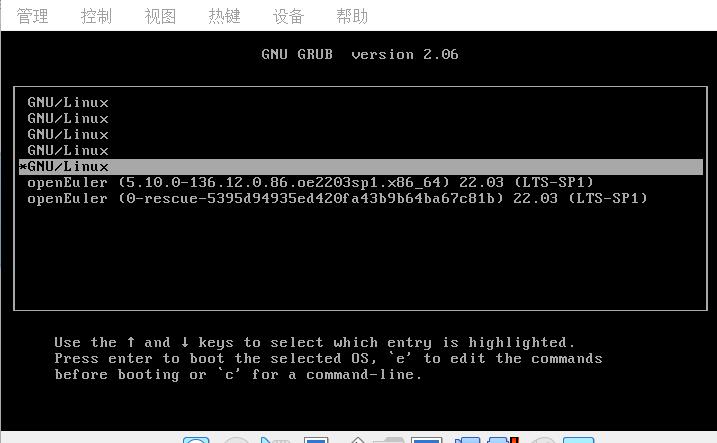 管理 控制 视图 热键 设备 帮助
GNU GRUB version 2.06
GNU/Linux
GNU/Linux
GNU/Linux
GNU/Linux
*GNU/Linux
openEuler (5.10.0-136.12.0.86.oe2203sp1.x86_64) 22.03 (LTS-SP1)
openEuler (0-rescue-5395d94935ed420fa43b9b64ba67c81b) 22.03 (LTS-SP1)
Use the ↑ and ↓ keys to select which entry is highlighted.
Press enter to boot the selected OS, `e' to edit the commands
before booting or `c' for a command-line.